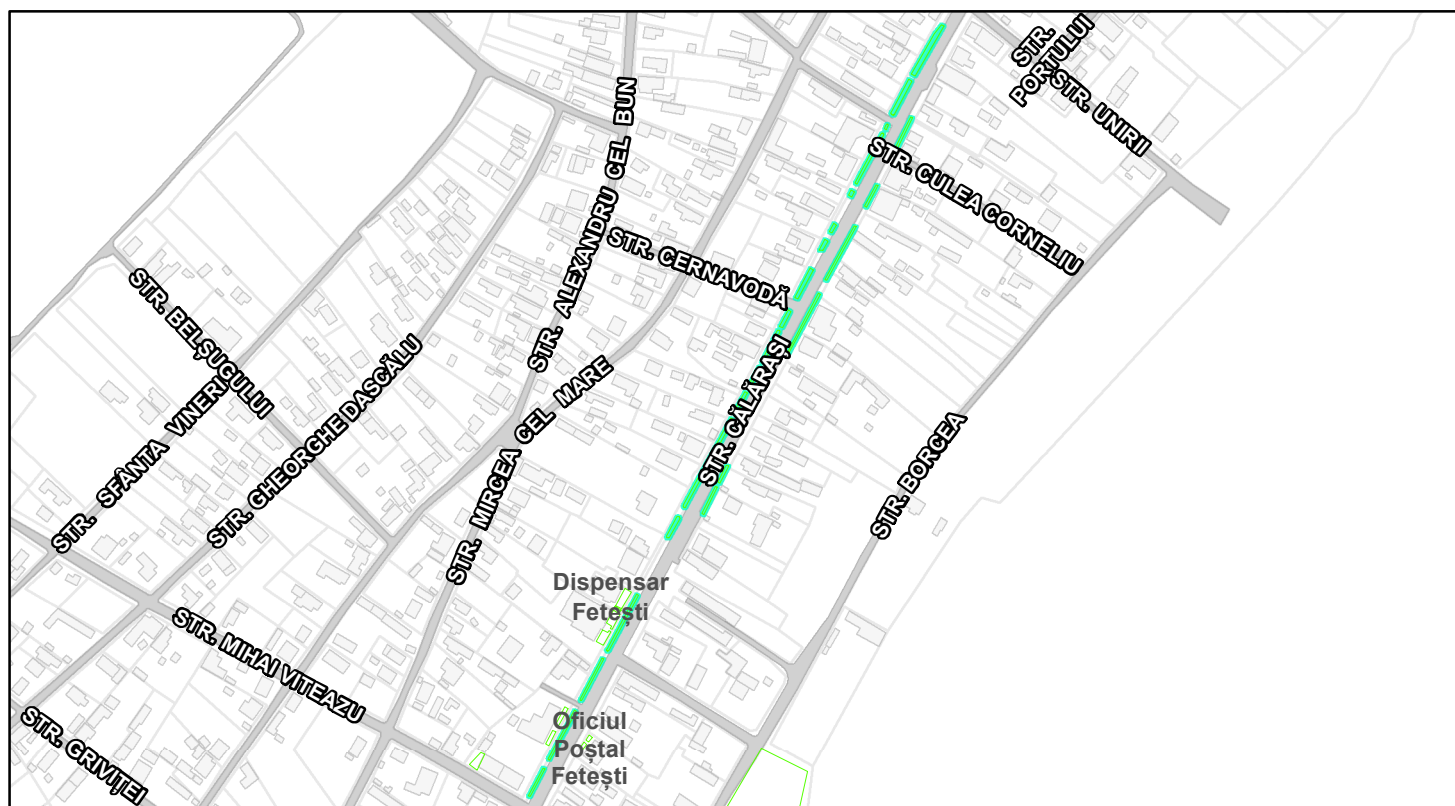 STR.
PORTULUI
STR. UNIRII
STR. ALEXANDRU CEL BUN
STR. CULEA CORNELIU
STR. CERNAVODĂ
STR. BELȘUGULUI
STR. CĂLĂRAȘI
STR. GHEORGHE DASCĂLU
STR. SFÂNTA VINERI
STR. MIRCEA CEL MARE
STR. BORCEA
Dispensar
Fetești
STR. MIHAI VITEAZU
STR. GRIVIȚEI
Oficiul
Poștal
Fetești